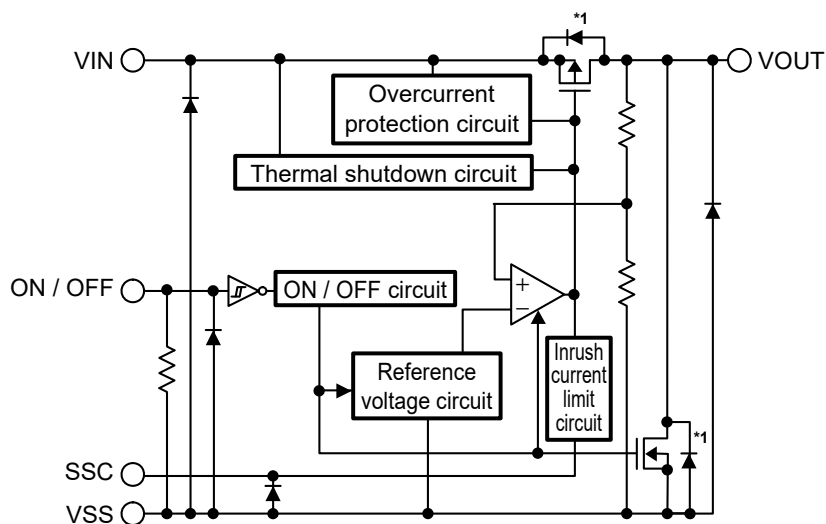 *1
VIN
VOUT
Overcurrent
protection circuit
Thermal shutdown circuit
ON / OFF
ON / OFF circuit
+
−
Reference
voltage circuit
Inrush
current
limit
circuit
*1
SSC
VSS